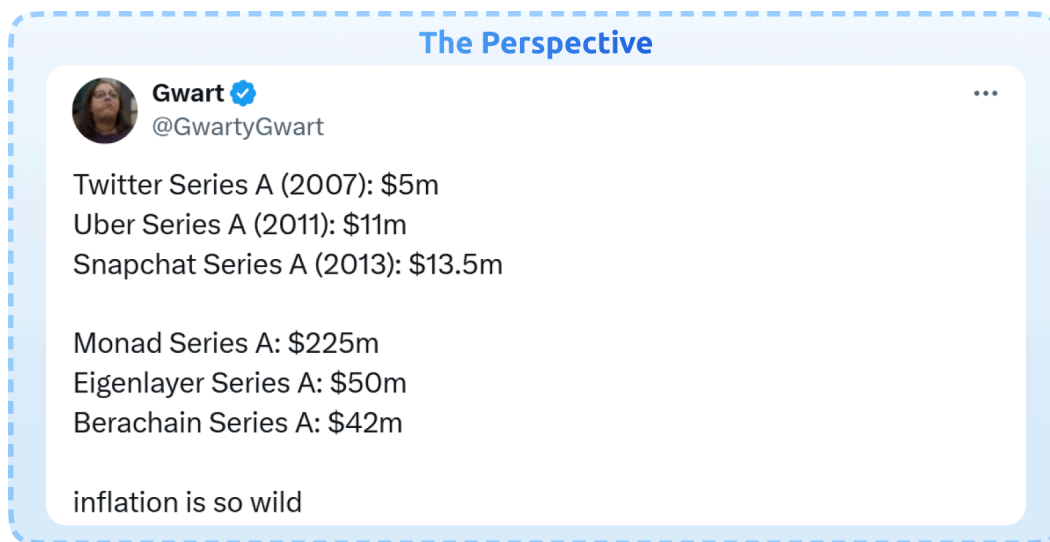 The Perspective
Gwart
@GwartyGwart
Twitter Series A (2007): $5m
Uber Series A (2011): $11m
Snapchat Series A (2013): $13.5m
Monad Series A: $225m
Eigenlayer Series A: $50m
Berachain Series A: $42m
inflation is so wild